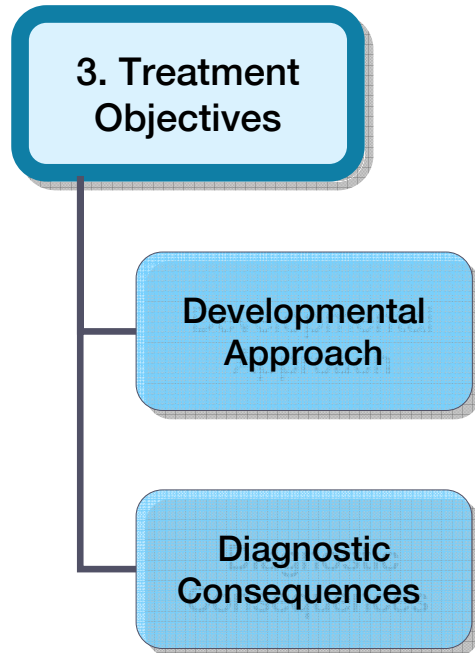 3. Treatment
Objectives
Developmental
Approach
Diagnostic
Consequences